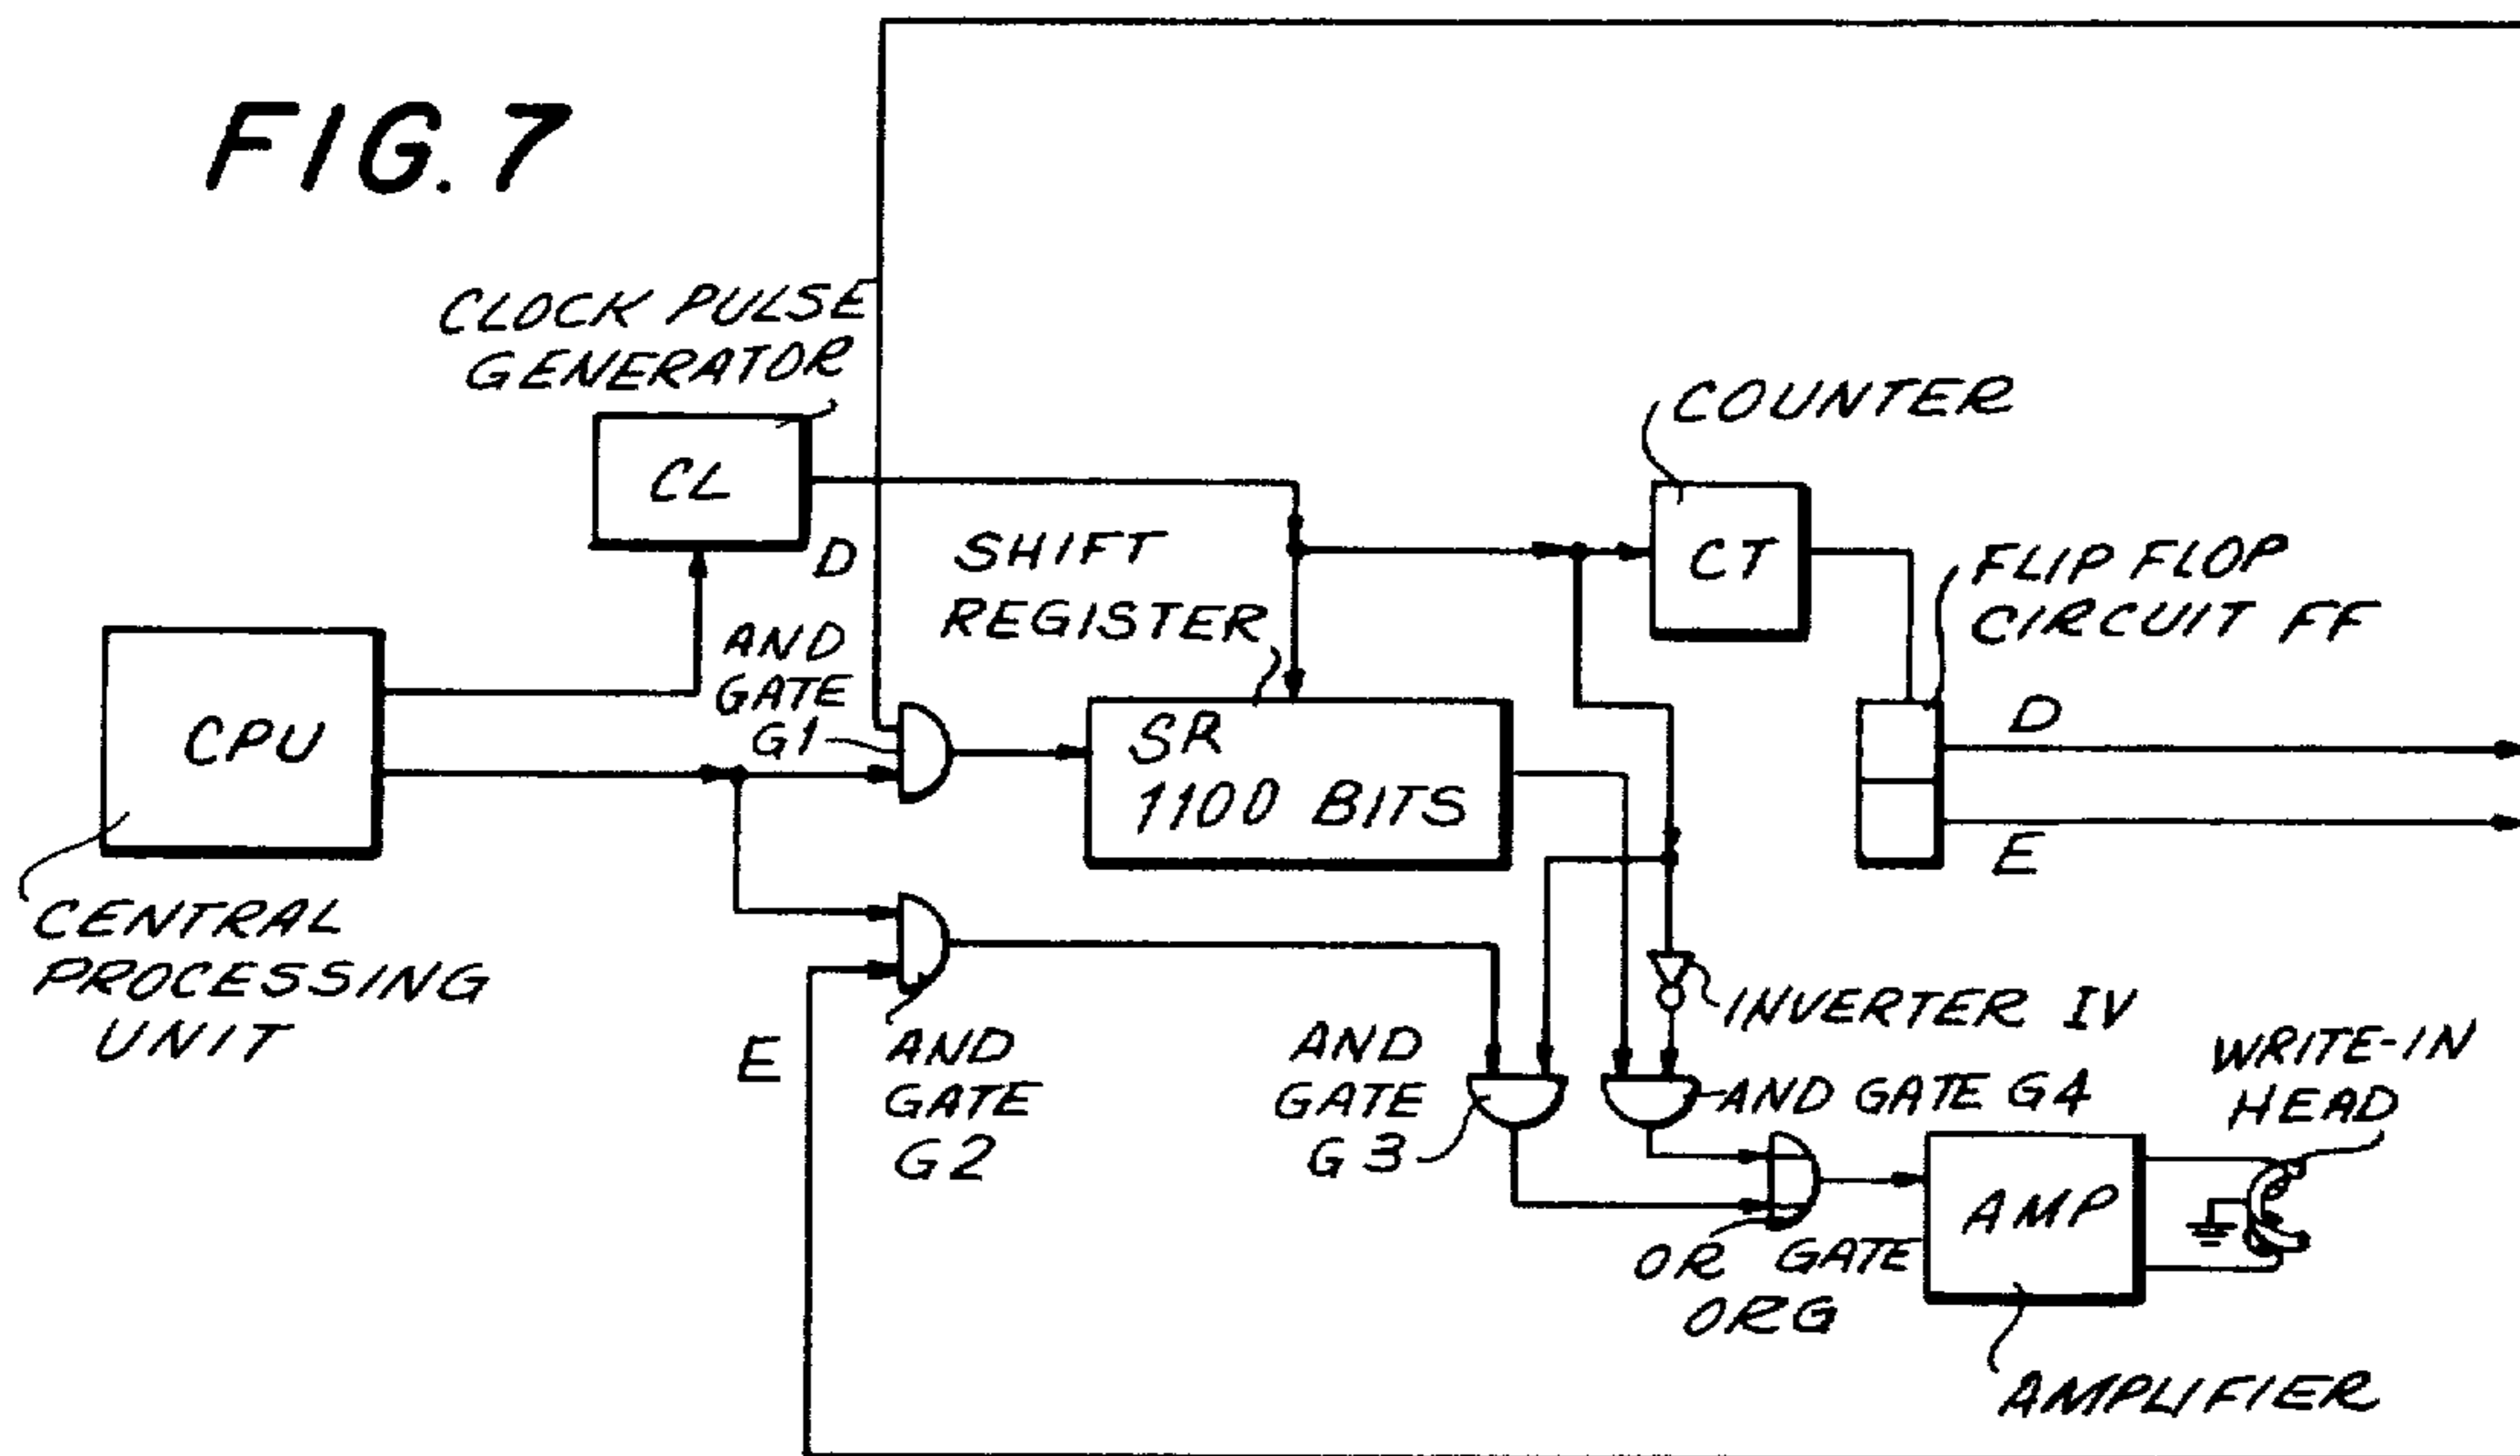 FIG. 7
CLOCK PULSE
GENERATOR
CL
D
SHIFT
REGISTER
COUNTER
CT
FLIP FLOP
CIRCUIT FF
D
E
CPU
AND
GATE
G1
SR
1100 BITS
CENTRAL
PROCESSING
UNIT
E
AND
GATE
G2
AND
GATE
G3
INVERTER IV
AND GATE G4
WRITE-IN
HEAD
OR GATE
ORG
AMP
AMPLIFIER